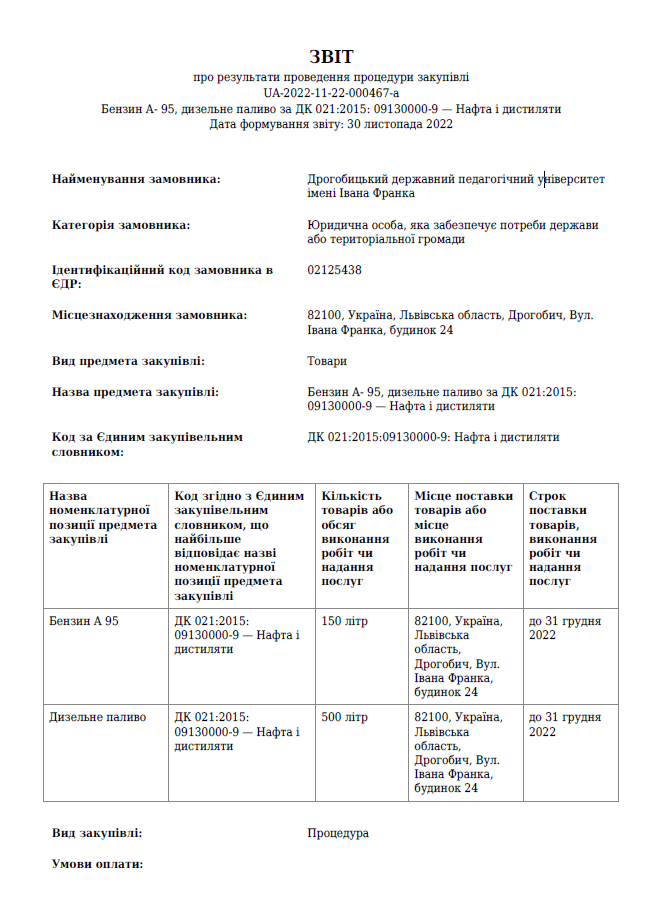 ЗВІТ
про результати проведення процедури закупівлі
UA-2022-11-22-000467-a
Бензин А- 95, дизельне паливо за ДК 021:2015: 09130000-9 — Нафта і дистиляти
Дата формування звіту: 30 листопада 2022
Найменування замовника:
Дрогобицький державний педагогічний університет
імені Івана Франка
Категорія замовника:
Юридична особа, яка забезпечує потреби держави
або територіальної громади
Ідентифікаційний код замовника в
ЄДР:
02125438
Місцезнаходження замовника:
82100, Україна, Львівська область, Дрогобич, Вул.
Івана Франка, будинок 24
Вид предмета закупівлі:
Товари
Назва предмета закупівлі:
Бензин А- 95, дизельне паливо за ДК 021:2015:
09130000-9 — Нафта і дистиляти
Код за Єдиним закупівельним
словником:
ДК 021:2015:09130000-9: Нафта і дистиляти
Назва
номенклатурної
позиції предмета
закупівлі
Код згідно з Єдиним
закупівельним
словником, що
найбільше
відповідає назві
номенклатурної
позиції предмета
закупівлі
Кількість
товарів або
обсяг
виконання
робіт чи
надання
послуг
Місце поставки
товарів або
місце
виконання
робіт чи
надання послуг
Строк
поставки
товарів,
виконання
робіт чи
надання
послуг
Бензин А 95
ДК 021:2015:
09130000-9 — Нафта і
дистиляти
150 літр
82100, Україна,
Львівська
область,
Дрогобич, Вул.
Івана Франка,
будинок 24
до 31 грудня
2022
Дизельне паливо
ДК 021:2015:
09130000-9 — Нафта і
дистиляти
500 літр
82100, Україна,
Львівська
область,
Дрогобич, Вул.
Івана Франка,
будинок 24
до 31 грудня
2022
Вид закупівлі:
Процедура
Умови оплати: